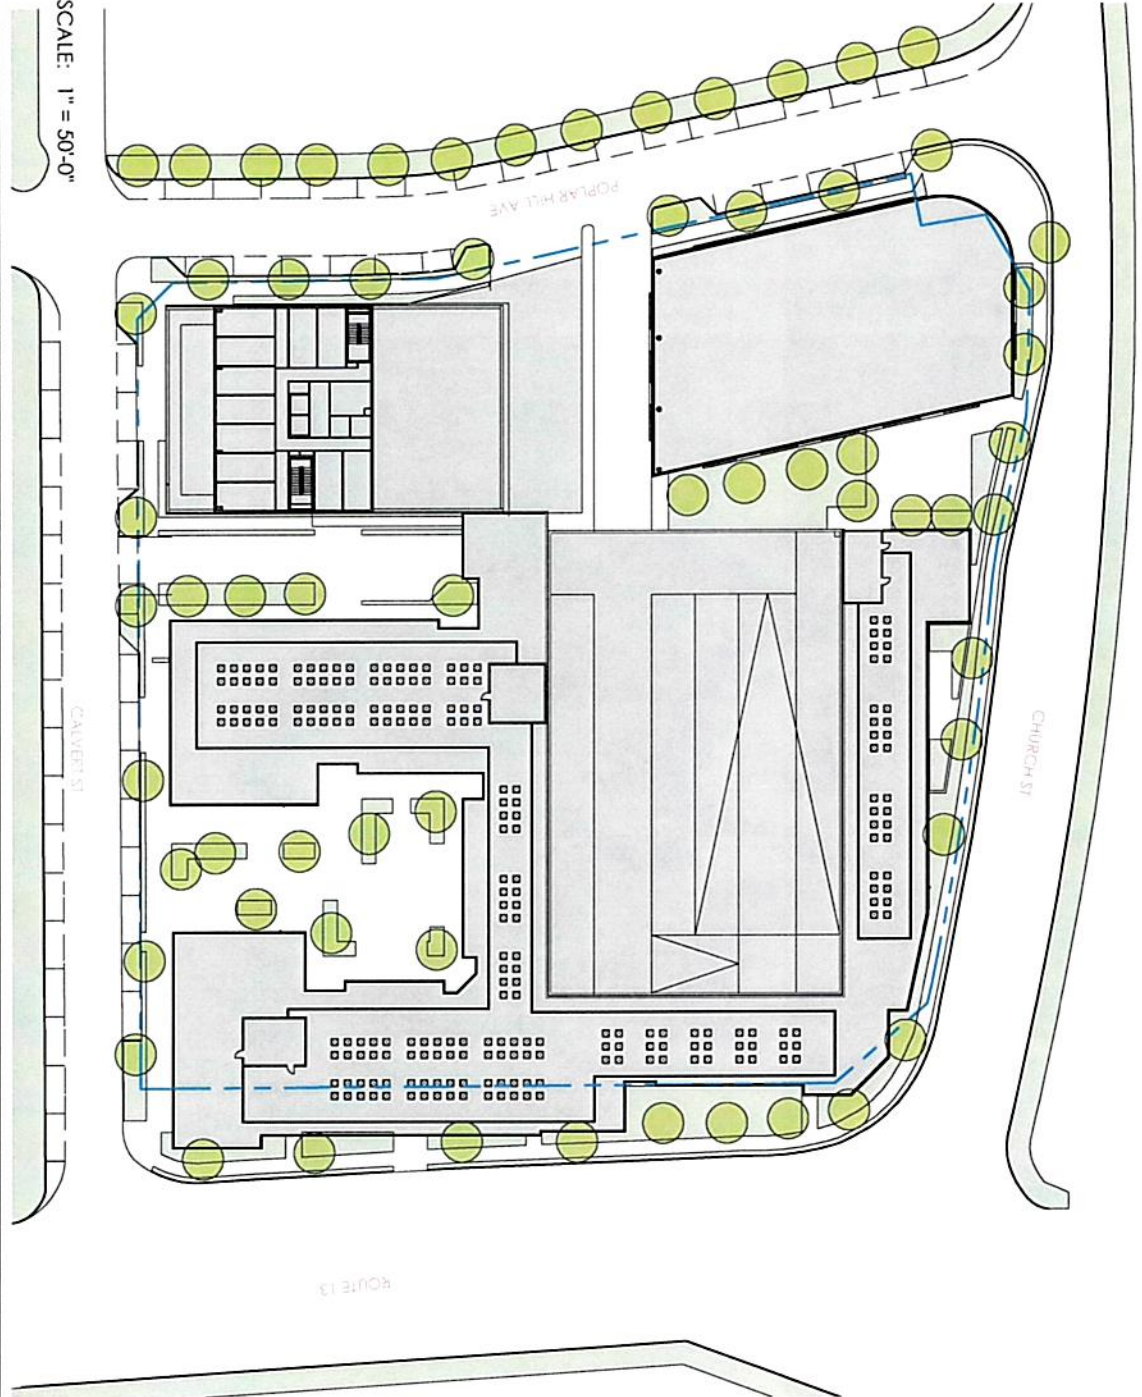 SCALE: 1" = 50'-0"
POPLAR HILL AVE
CALVERT ST
CHURCH ST
ROUTE 13